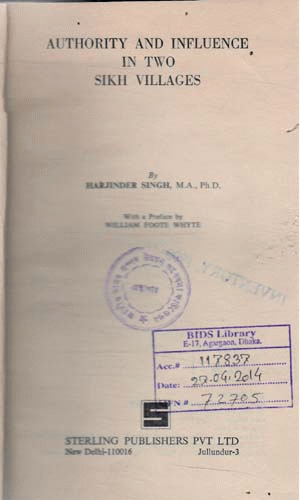 AUTHORITY AND INFLUENCE
IN TWO
SIKH VILLAGES
By
HARJINDER SINGH, M.A., Ph.D.
With a Preface by
WILLIAM FOOTE WHYTE
INVENTORY
BIDS Library
E-17, Agargaon, Dhaka.
Acc.# 117837
Date: 27.04.2014
MFN # 72705
S
STERLING PUBLISHERS PVT LTD
New Delhi-110016 Jullundur-3